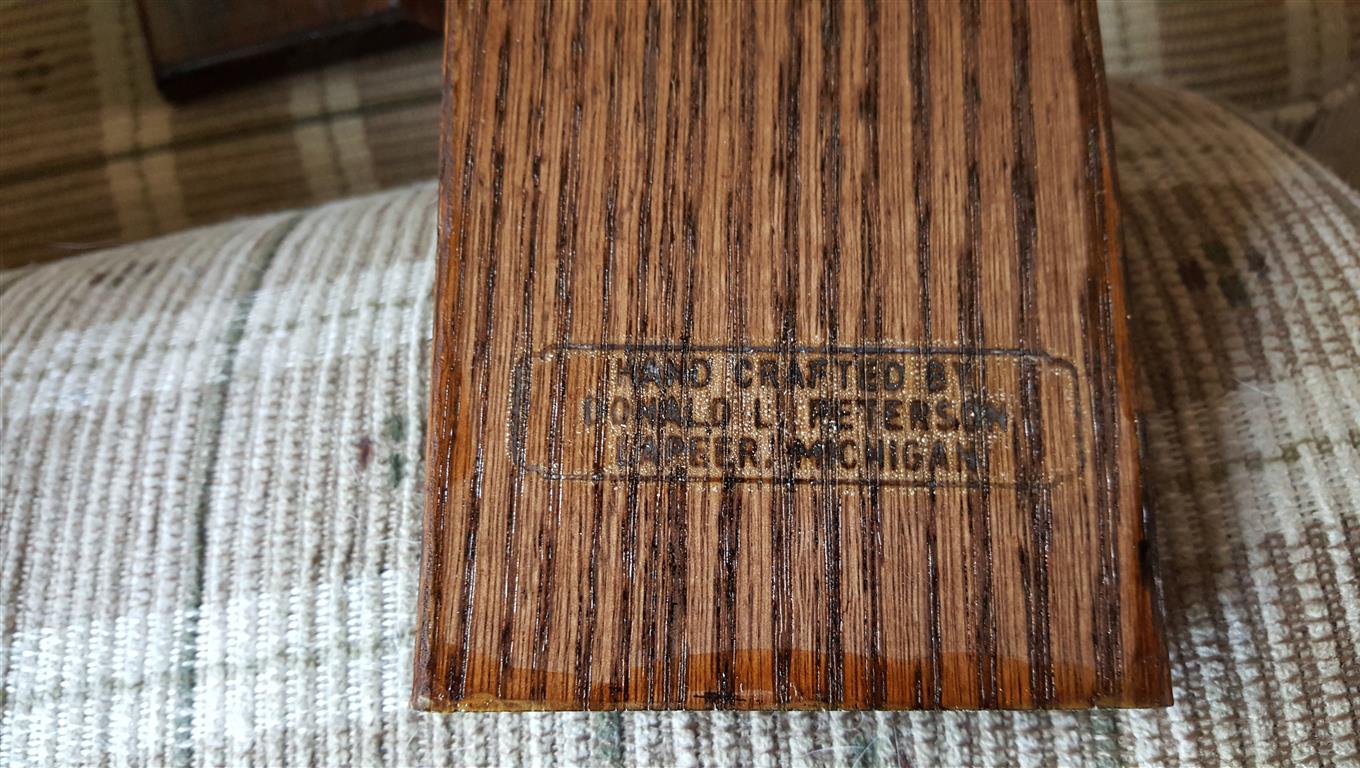 HAND CRAFTED BY
DONALD L. PETERSON
LAPEER, MICHIGAN